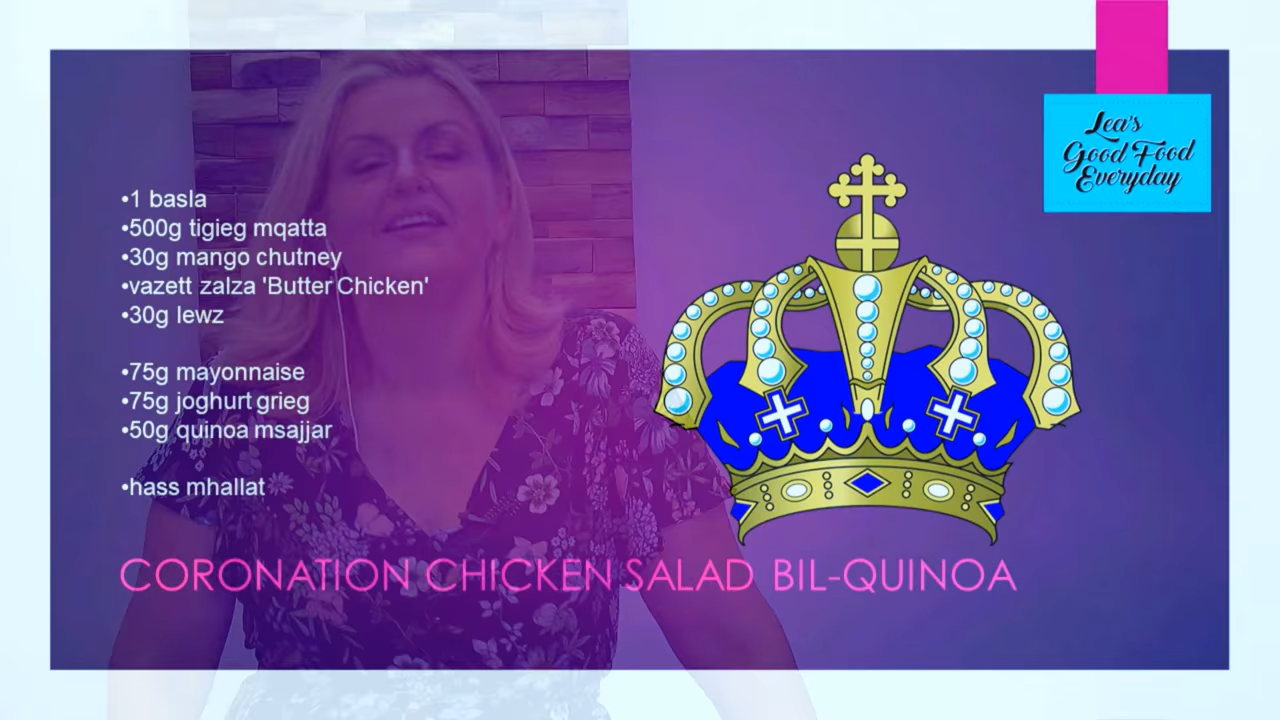 Lea's
Good Food
Everyday
•1 basla
•500g tigieg mqatta
•30g mango chutney
•vazett zalza 'Butter Chicken'
•30g lewz
•75g mayonnaise
•75g joghurt grieg
•50g quinoa msajjar
•hass mhallat
CORONATION CHICKEN SALAD BIL-QUINOA